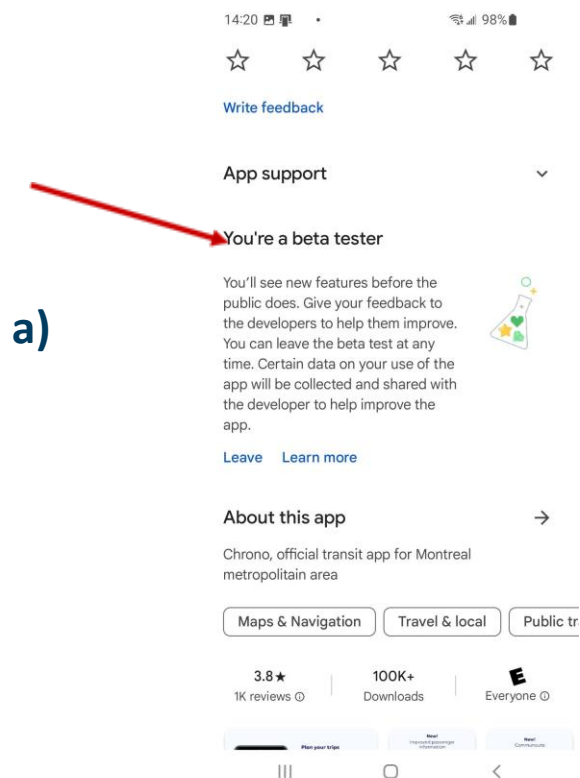 14:20
98%
Write feedback
App support
You're a beta tester
You'll see new features before the
public does. Give your feedback to
the developers to help them improve.
You can leave the beta test at any
time. Certain data on your use of the
app will be collected and shared with
the developer to help improve the
app.
a)
Leave Learn more
About this app
Chrono, official transit app for Montreal
metropolitain area
Maps & Navigation Travel & local Public tr
3.8★ 100K+ E
1K reviews Downloads Everyone
Plan your trips New! New!
Improved passenger
information
Communauto